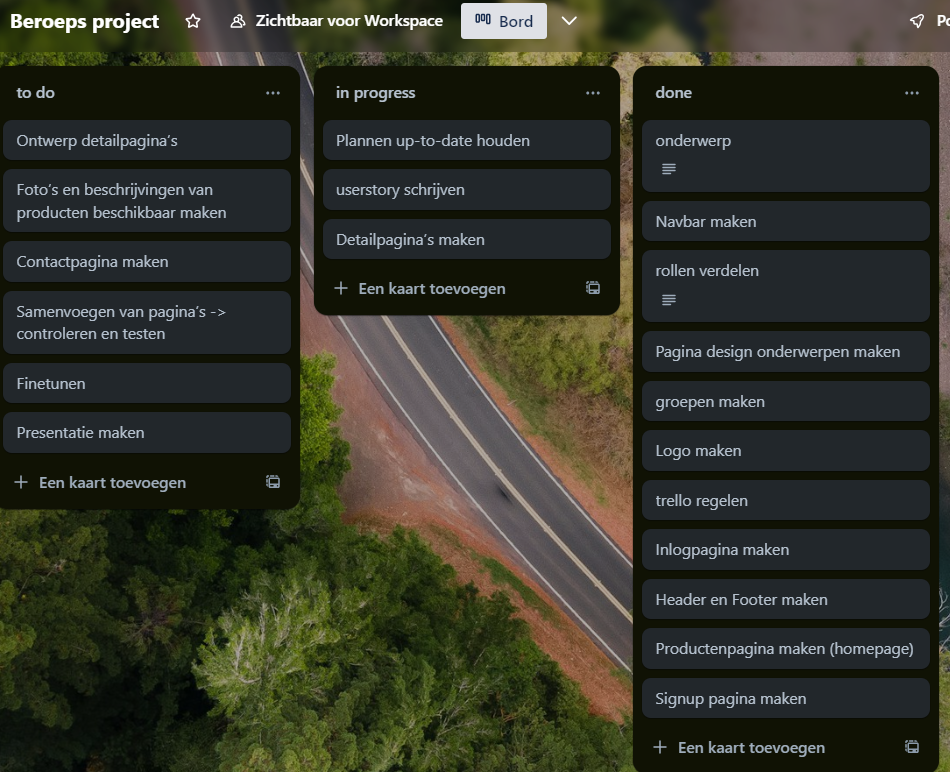 Beroeps project
Zichtbaar voor Workspace
Bord
to do
Ontwerp detailpagina's
Foto's en beschrijvingen van
producten beschikbaar maken
Contactpagina maken
Samenvoegen van pagina's ->
controleren en testen
Finetunen
Presentatie maken
Een kaart toevoegen
in progress
Plannen up-to-date houden
userstory schrijven
Detailpagina's maken
Een kaart toevoegen
done
onderwerp
Navbar maken
rollen verdelen
Pagina design onderwerpen maken
groepen maken
Logo maken
trello regelen
Inlogpagina maken
Header en Footer maken
Productenpagina maken (homepage)
Signup pagina maken
Een kaart toevoegen